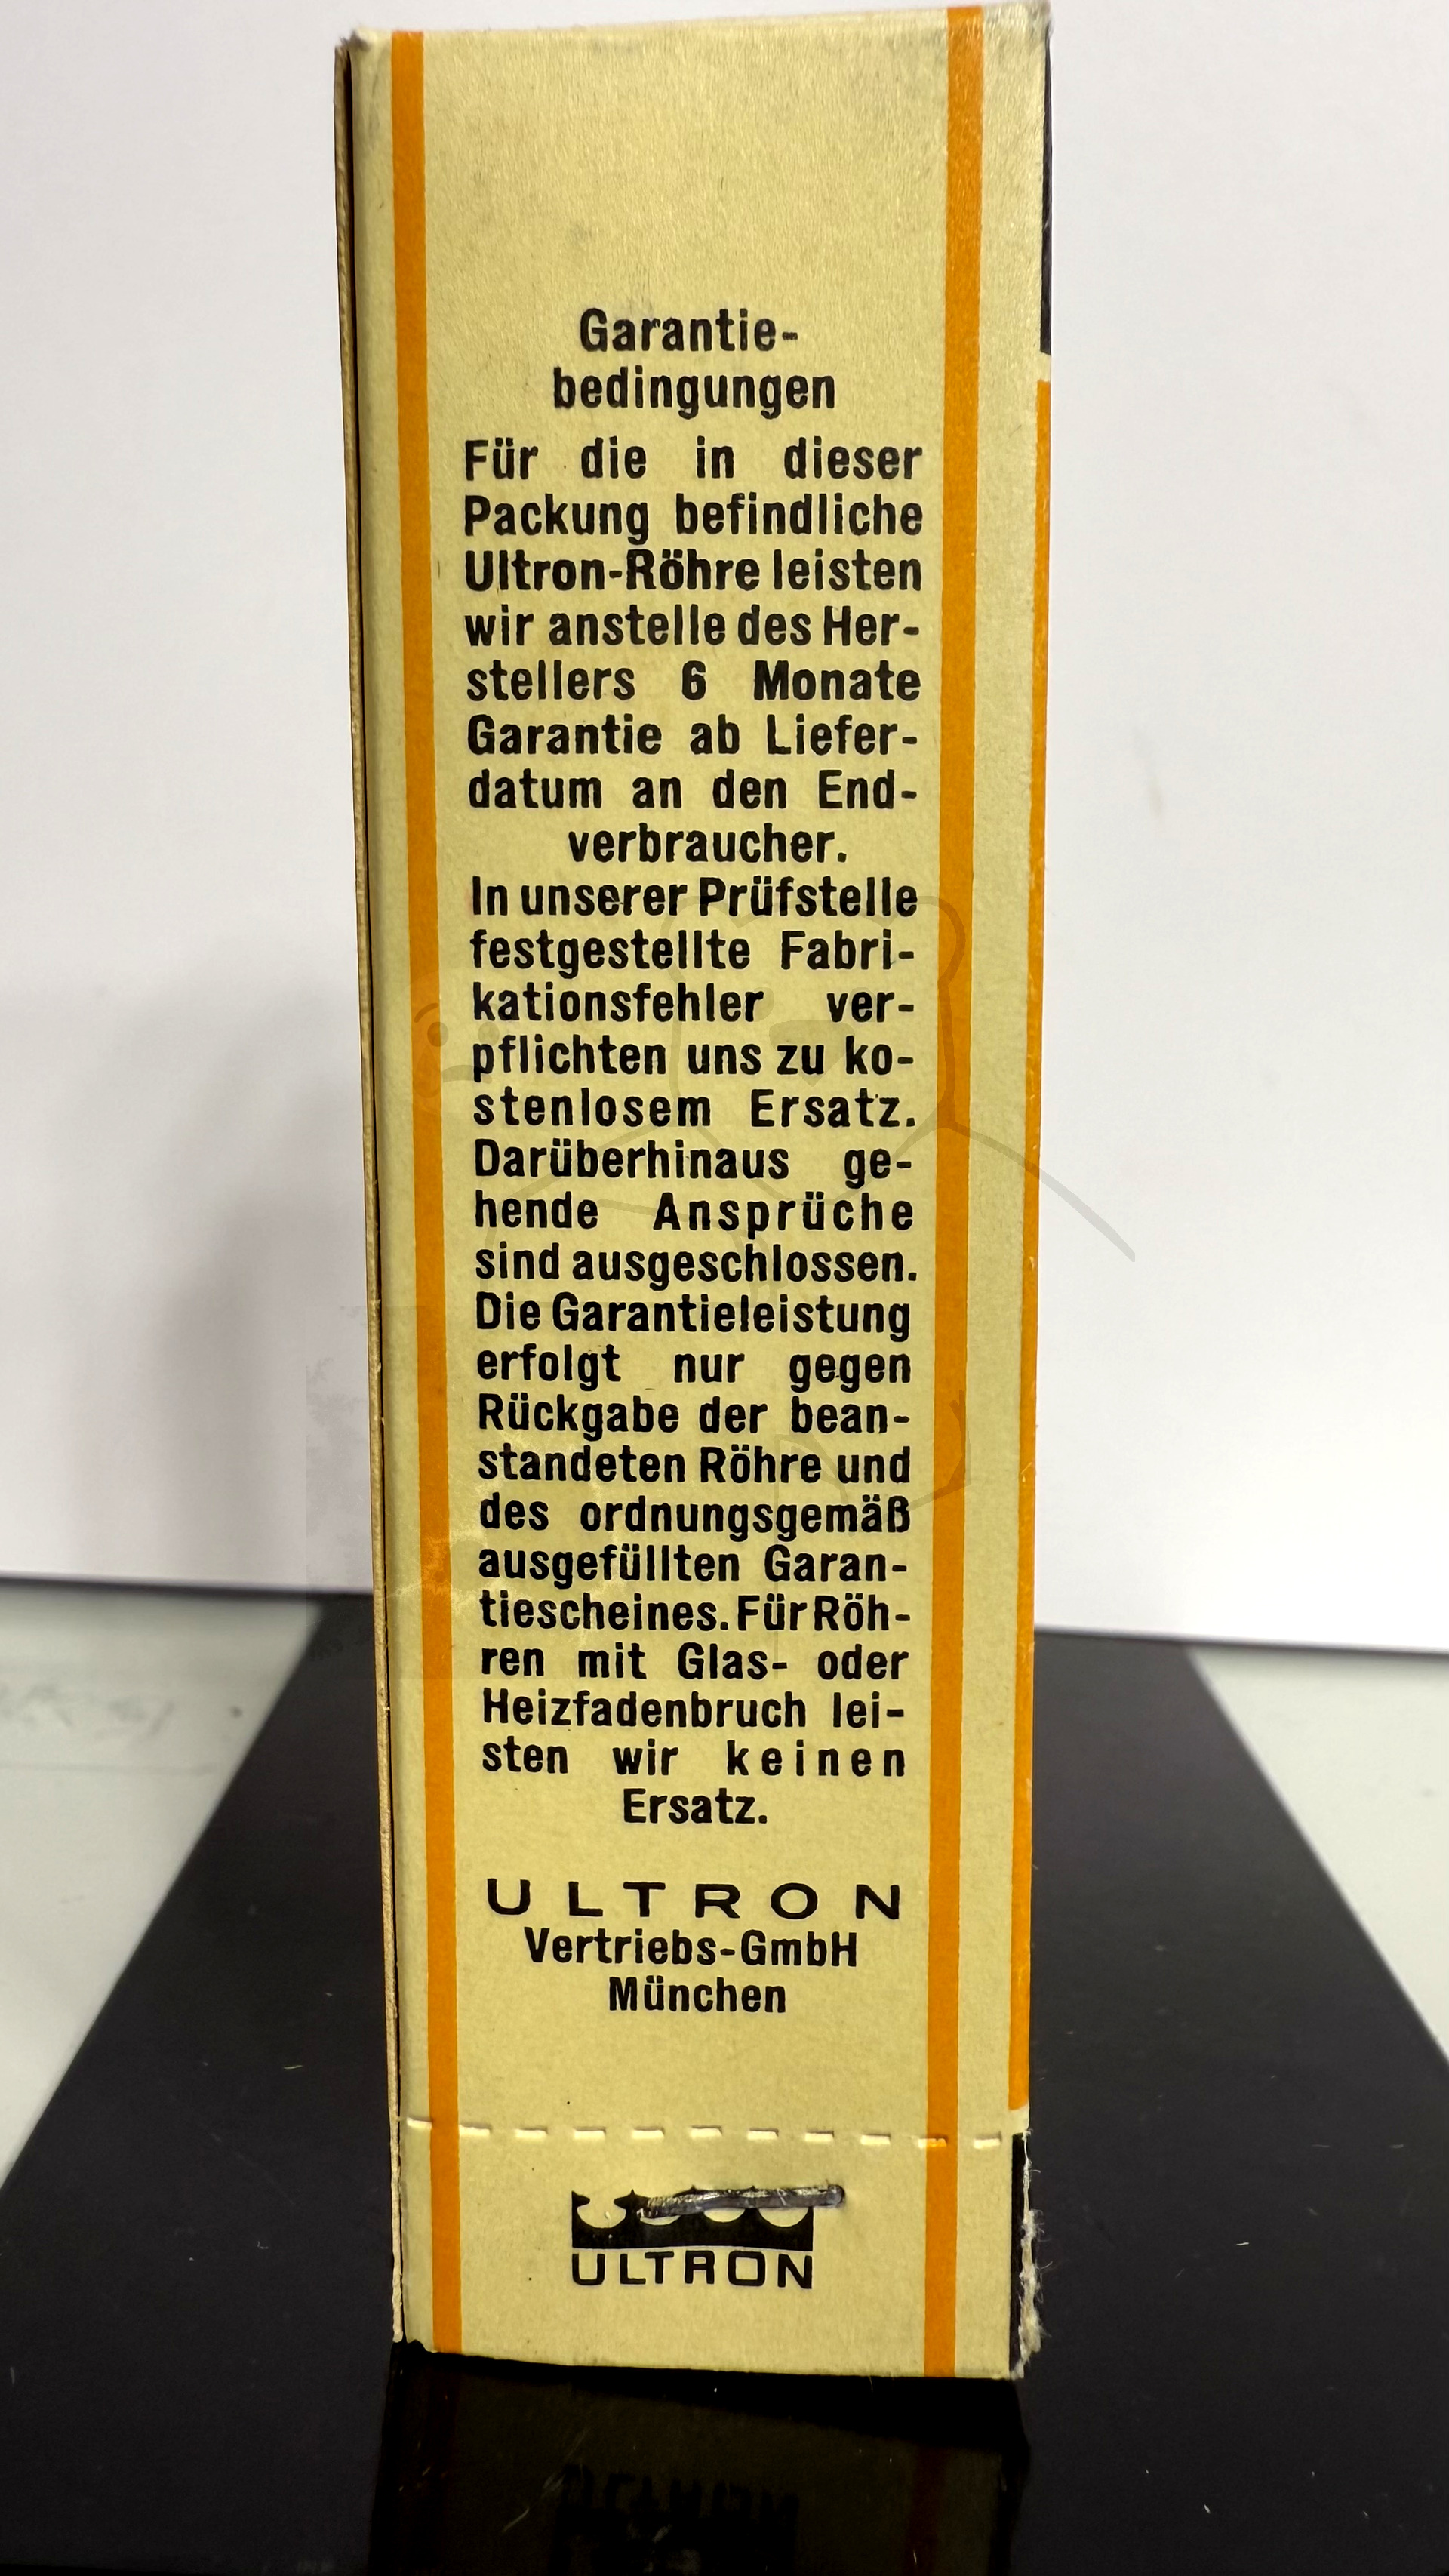 Garantie-
bedingungen
Für die in dieser
Packung befindliche
Ultron-Röhre leisten
wir anstelle des Her-
stellers 6 Monate
Garantie ab Liefer-
datum an den End-
verbraucher.
In unserer Prüfstelle
festgestellte Fabri-
kationsfehler ver-
pflichten uns zu ko-
stenlosem Ersatz.
Darüberhinaus ge-
hende Ansprüche
sind ausgeschlossen.
Die Garantieleistung
erfolgt nur gegen
Rückgabe der bean-
standeten Röhre und
des ordnungsgemäß
ausgefüllten Garan-
tiescheines. Für Röh-
ren mit Glas- oder
Heizfadenbruch lei-
sten wir keinen
Ersatz.
ULTRON
Vertriebs-GmbH
München
ULTRON